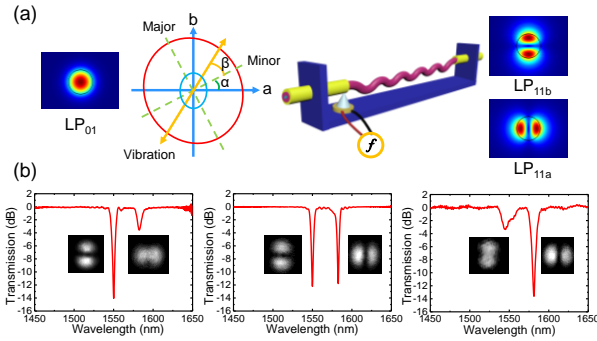 (a)
Major
b
Minor
β
α
a
Vibration
LP01
f
LP11b
LP11a
(b)
Transmission (dB)
0
-2
-4
-6
-8
-10
-12
-14
-16
1450
1500
1550
1600
1650
Wavelength (nm)
Transmission (dB)
0
-2
-4
-6
-8
-10
-12
-14
-16
1450
1500
1550
1600
1650
Wavelength (nm)
Transmission (dB)
0
-2
-4
-6
-8
-10
-12
-14
-16
1450
1500
1550
1600
1650
Wavelength (nm)